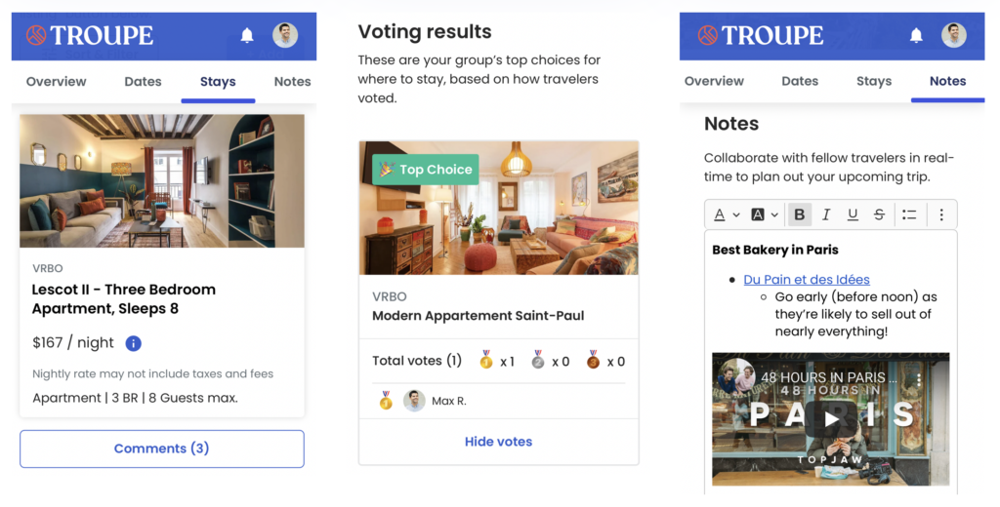 TROUPE
Overview Dates Stays Notes
VRBO
Lescot II - Three Bedroom
Apartment, Sleeps 8
$167 / night i
Nightly rate may not include taxes and fees
Apartment | 3 BR | 8 Guests max.
Comments (3)
Voting results
These are your group’s top choices for
where to stay, based on how travelers
voted.
Top Choice
VRBO
Modern Appartement Saint-Paul
Total votes (1) 1 x 1 2 x 0 3 x 0
1 Max R.
Hide votes
TROUPE
Overview Dates Stays Notes
Notes
Collaborate with fellow travelers in real-
time to plan out your upcoming trip.
A A B I U S
Best Bakery in Paris
Du Pain et des Idées
Go early (before noon) as
they’re likely to sell out of
nearly everything!
48 HOURS IN PARIS ...
48 HOURS IN
PARIS
TOPJAW